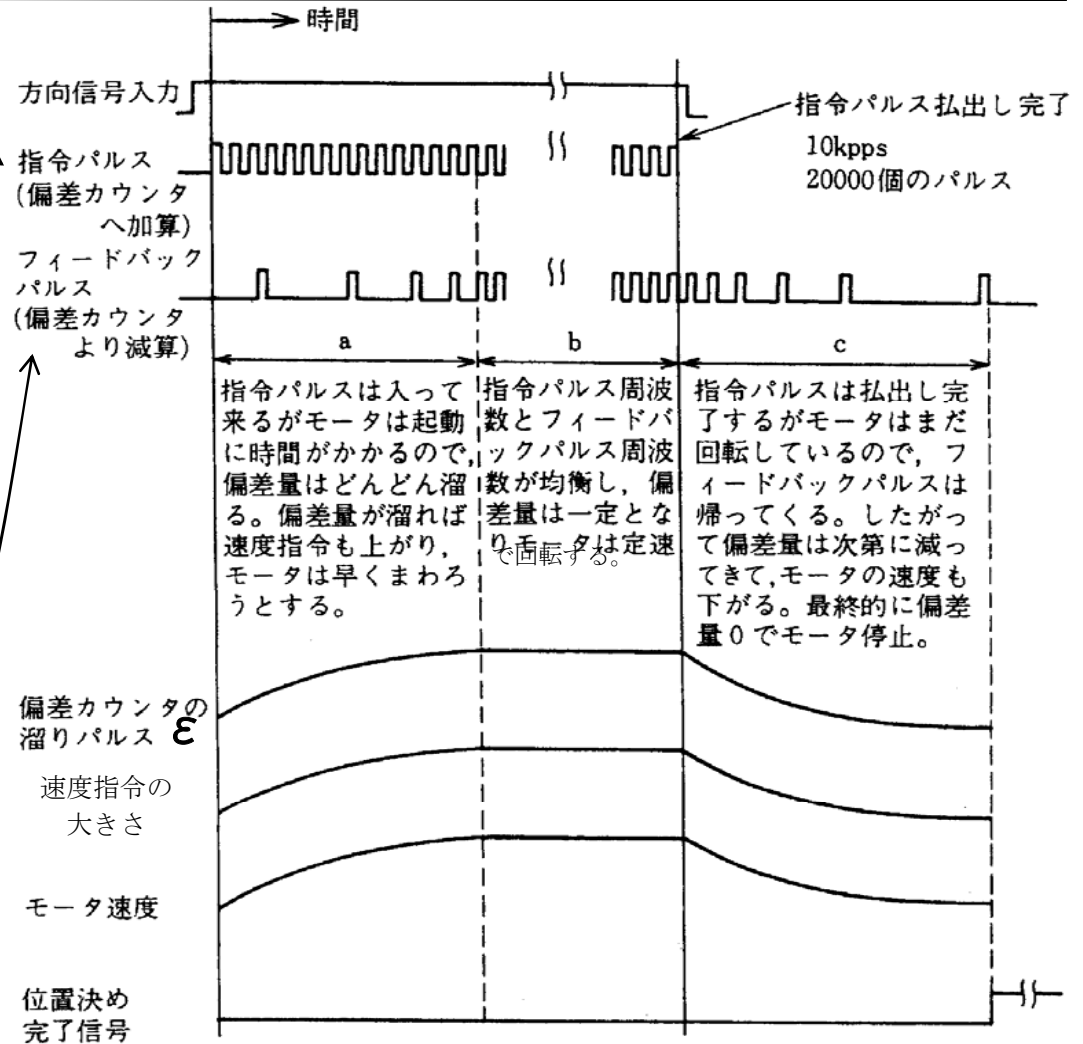 時間
方向信号入力
指令パルス払出し完了
10kpps
20000個のパルス
指令パルス
(偏差カウンタ
へ加算)
フィードバック
パルス
(偏差カウンタ
より減算)
a
b
c
指令パルスは入って
来るがモータは起動
に時間がかかるので,
偏差量はどんどん溜
る。偏差量が溜れば
速度指令も上がり,
モータは早くまわろ
うとする。
指令パルス周波
数とフィードバ
ックパルス周波
数が均衡し,偏
差量は一定とな
りモータは定速
で回転する。
指令パルスは払出し完
了するがモータはまだ
回転しているので,フ
ィードバックパルスは
帰ってくる。したがっ
て偏差量は次第に減っ
てきて,モータの速度も
下がる。最終的に偏差
量0でモータ停止。
偏差カウンタの
溜りパルス ε
速度指令の
大きさ
モータ速度
位置決め
完了信号